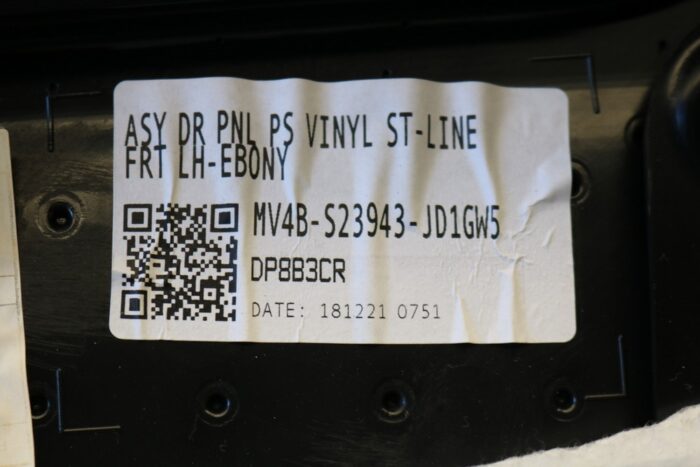 ASY DR PNL PS VINYL ST-LINE
FRT LH-EBONY
MV4B-S23943-JD1GW5
DP8B3CR
DATE: 181221 0751